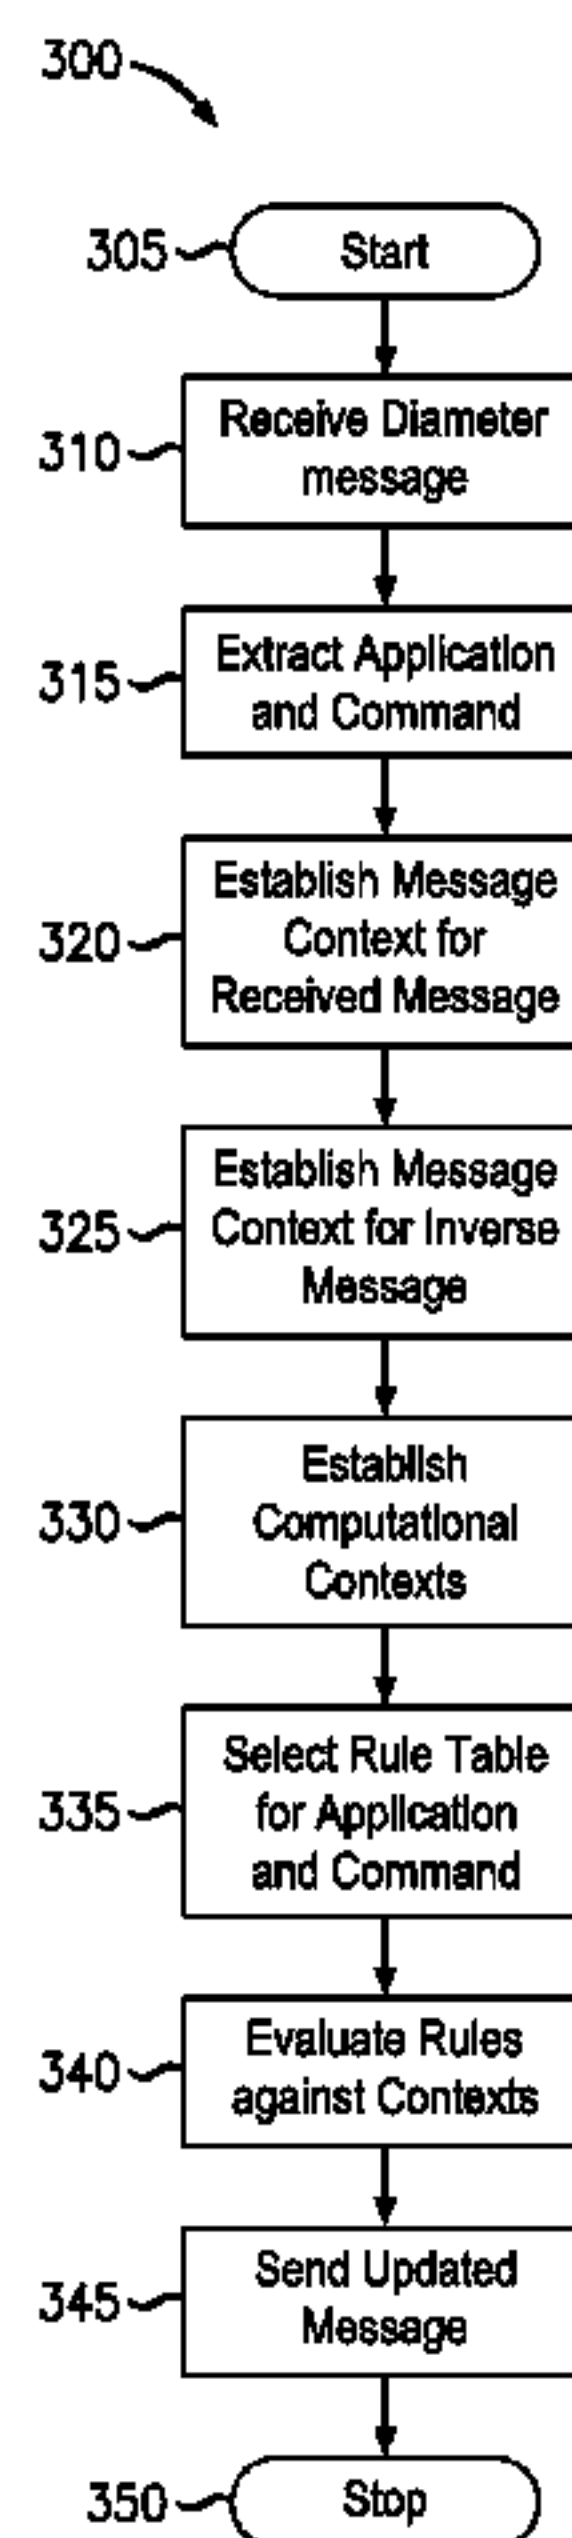 300
305
Start
310
Receive Diameter
message
315
Extract Application
and Command
320
Establish Message
Context for
Received Message
325
Establish Message
Context for Inverse
Message
330
Establish
Computational
Contexts
335
Select Rule Table
for Application
and Command
340
Evaluate Rules
against Contexts
345
Send Updated
Message
350
Stop